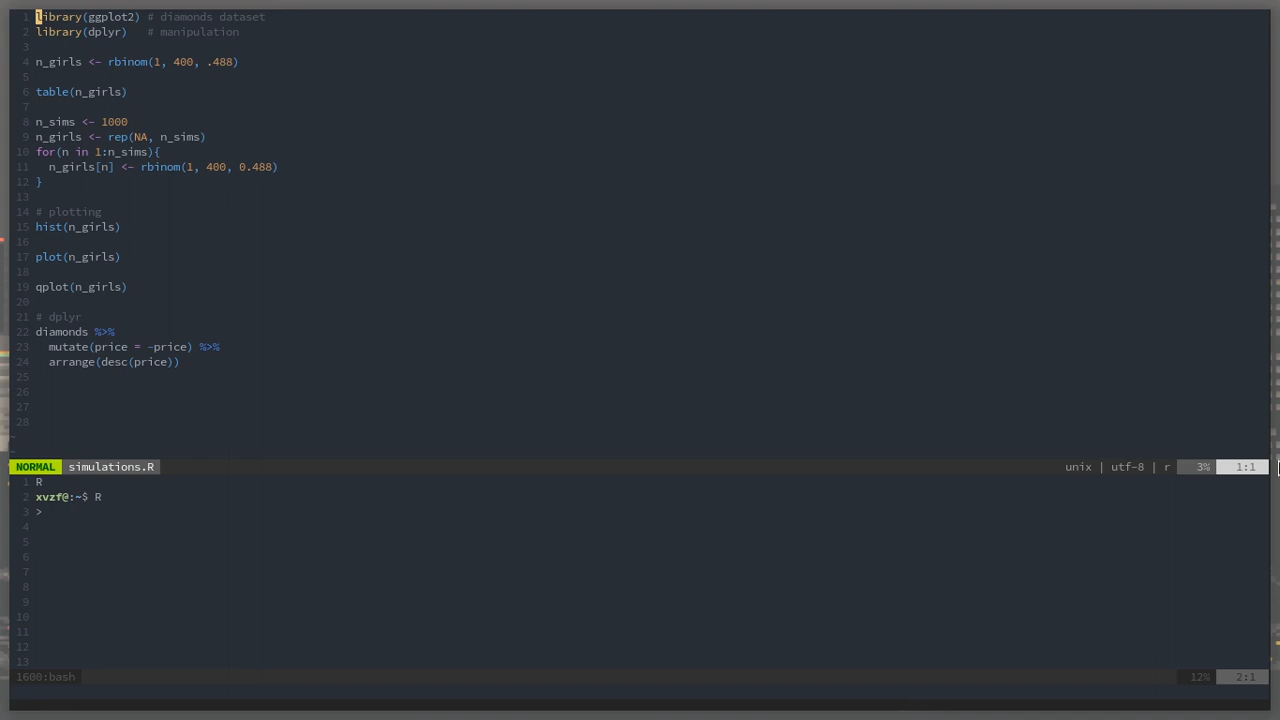 1 library(ggplot2) # diamonds dataset
2 library(dplyr)   # manipulation
3
4 n_girls <- rbinom(1, 400, .488)
5
6 table(n_girls)
7
8 n_sims <- 1000
9 n_girls <- rep(NA, n_sims)
10 for(n in 1:n_sims){
11   n_girls[n] <- rbinom(1, 400, 0.488)
12 }
13
14 # plotting
15 hist(n_girls)
16
17 plot(n_girls)
18
19 qplot(n_girls)
20
21 # dplyr
22 diamonds %>%
23   mutate(price = -price) %>%
24   arrange(desc(price))
25
26
27
28
~
~
NORMAL simulations.R unix | utf-8 | r 3% 1:1
1 R
2 xvzf@:~$ R
3 >
4
5
6
7
8
9
10
11
12
13
1600:bash 12% 2:1